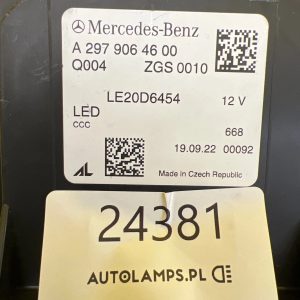 Mercedes-Benz
A 297 906 46 00
Q004 ZGS 0010
LE20D6454 12 V
LED
CCC
668
19.09.22 00092
AL Made in Czech Republic
24381
AUTOLAMPS.PL